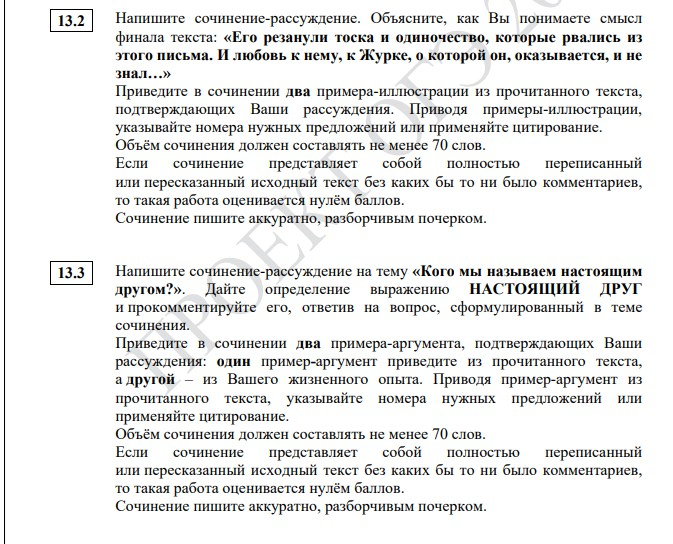 13.2
Напишите сочинение-рассуждение. Объясните, как Вы понимаете смысл
финала текста: «Его резанули тоска и одиночество, которые рвались из
этого письма. И любовь к нему, к Журке, о которой он, оказывается, и не
знал…»
Приведите в сочинении два примера-иллюстрации из прочитанного текста,
подтверждающих Ваши рассуждения. Приводя примеры-иллюстрации,
указывайте номера нужных предложений или применяйте цитирование.
Объём сочинения должен составлять не менее 70 слов.
Если сочинение представляет собой полностью переписанный
или пересказанный исходный текст без каких бы то ни было комментариев,
то такая работа оценивается нулём баллов.
Сочинение пишите аккуратно, разборчивым почерком.
13.3
Напишите сочинение-рассуждение на тему «Кого мы называем настоящим
другом?». Дайте определение выражению НАСТОЯЩИЙ ДРУГ
и прокомментируйте его, ответив на вопрос, сформулированный в теме
сочинения.
Приведите в сочинении два примера-аргумента, подтверждающих Ваши
рассуждения: один пример-аргумент приведите из прочитанного текста,
а другой – из Вашего жизненного опыта. Приводя пример-аргумент из
прочитанного текста, указывайте номера нужных предложений или
применяйте цитирование.
Объём сочинения должен составлять не менее 70 слов.
Если сочинение представляет собой полностью переписанный
или пересказанный исходный текст без каких бы то ни было комментариев,
то такая работа оценивается нулём баллов.
Сочинение пишите аккуратно, разборчивым почерком.
ПРОЕКТ ОГЭ